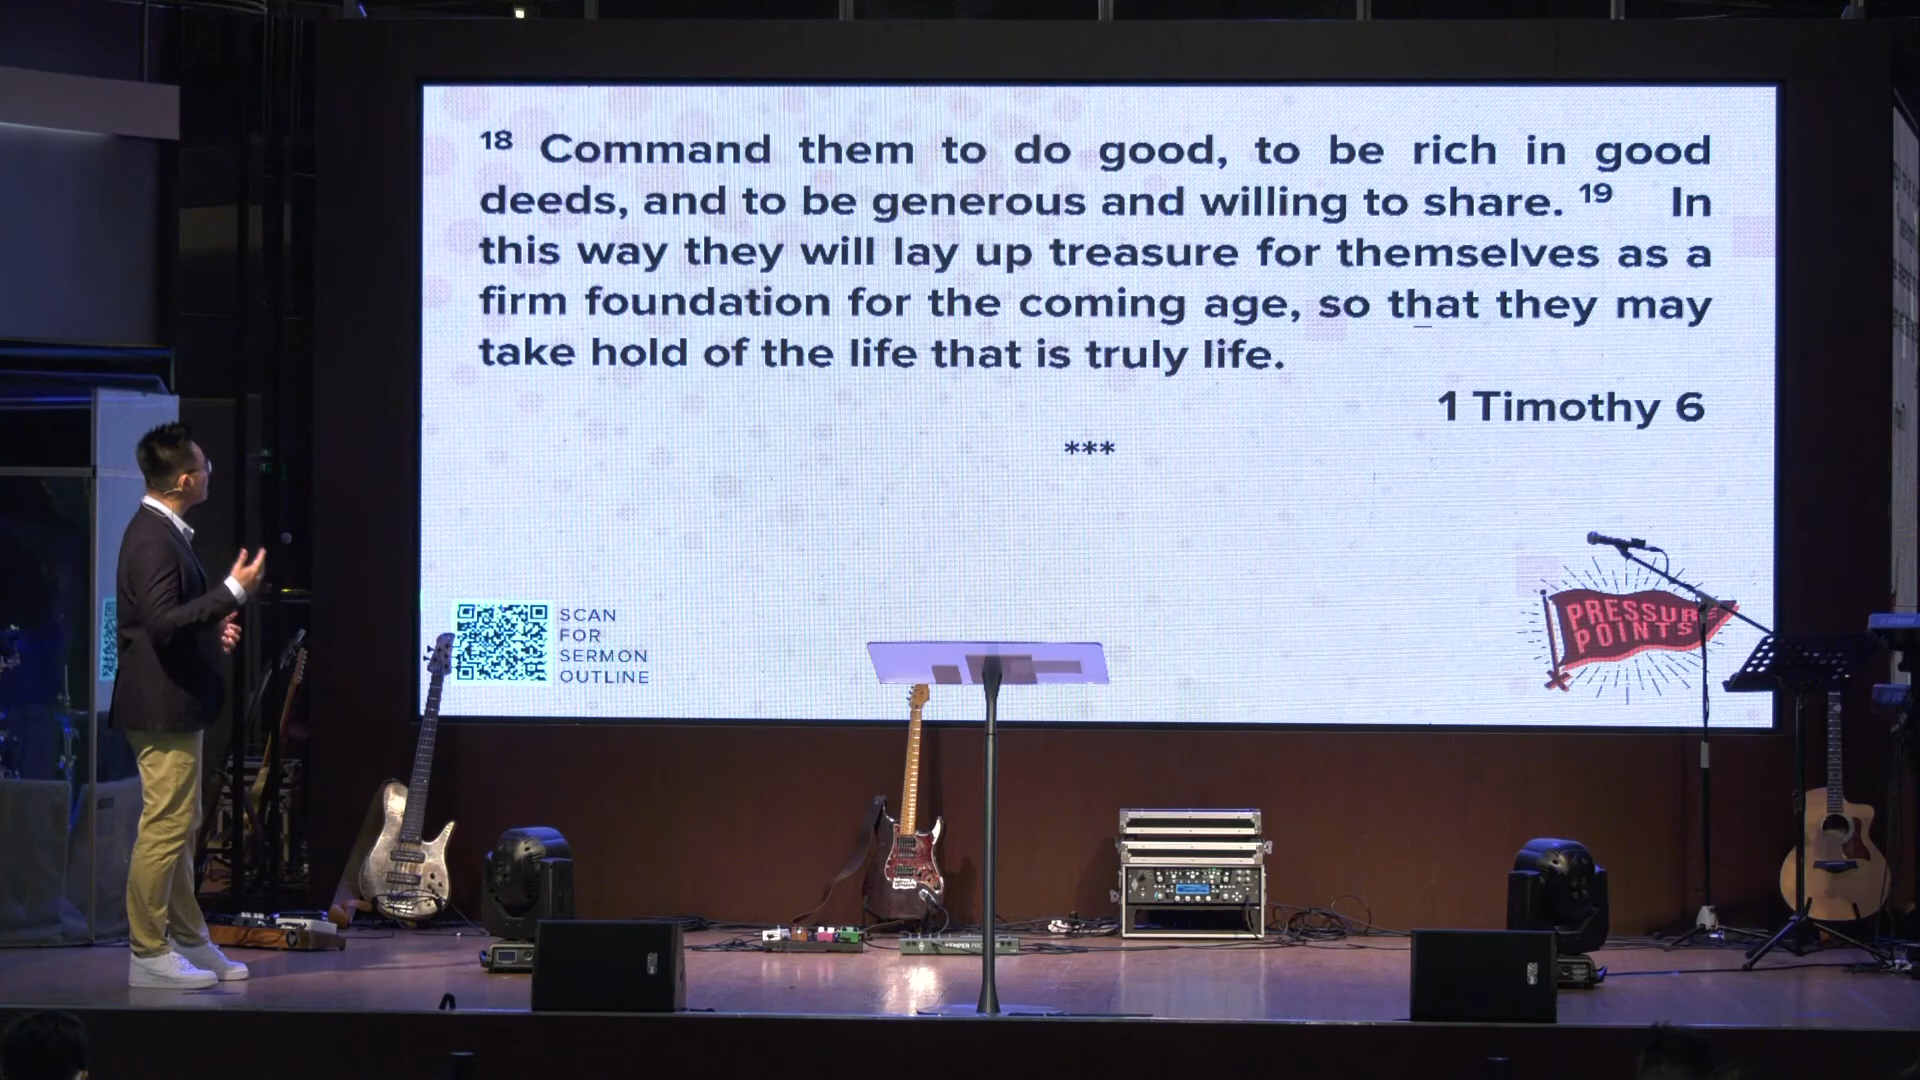 18 Command them to do good, to be rich in good
deeds, and to be generous and willing to share. 19 In
this way they will lay up treasure for themselves as a
firm foundation for the coming age, so that they may
take hold of the life that is truly life.
1 Timothy 6
***
SCAN
FOR
SERMON
OUTLINE
PRESSURE
POINTS